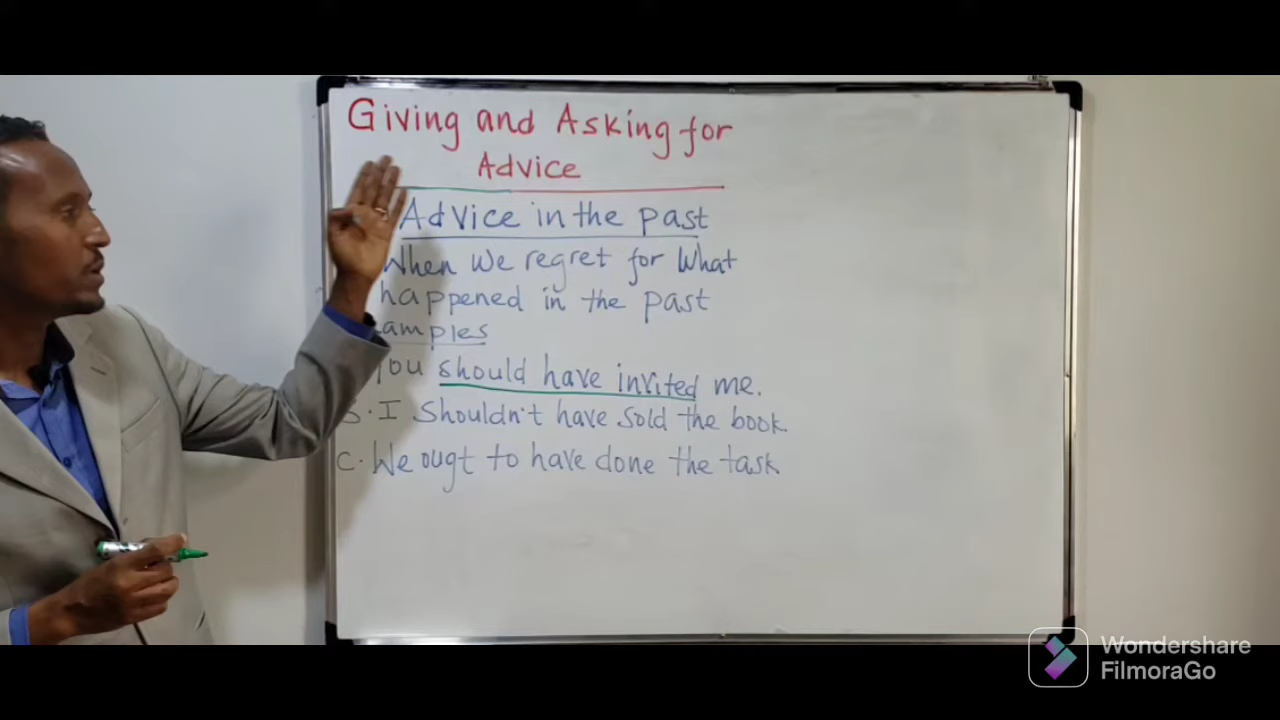 Giving and Asking for
Advice
Advice in the past
When We regret for What
happened in the past
amples
You should have invited me.
B. I Shouldn't have sold the book
C. We ougt to have done the task
Wondershare
FilmoraGo